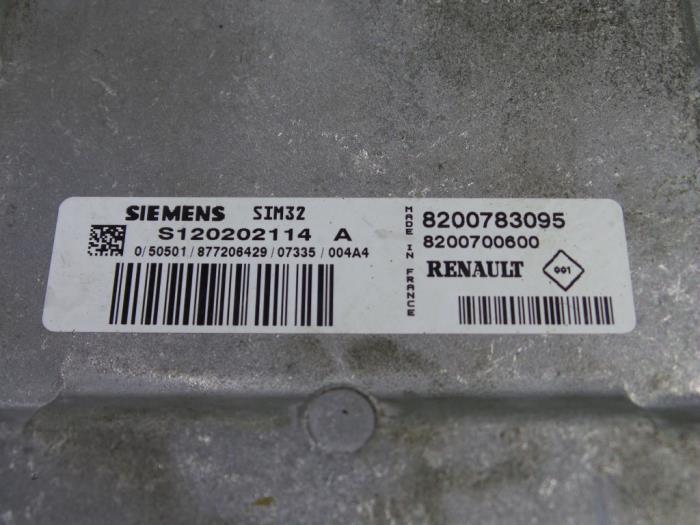 SIEMENS SIM32
S120202114 A
0/50501/877206429/07335/004A4
MADE IN FRANCE
8200783095
8200700600
RENAULT 001